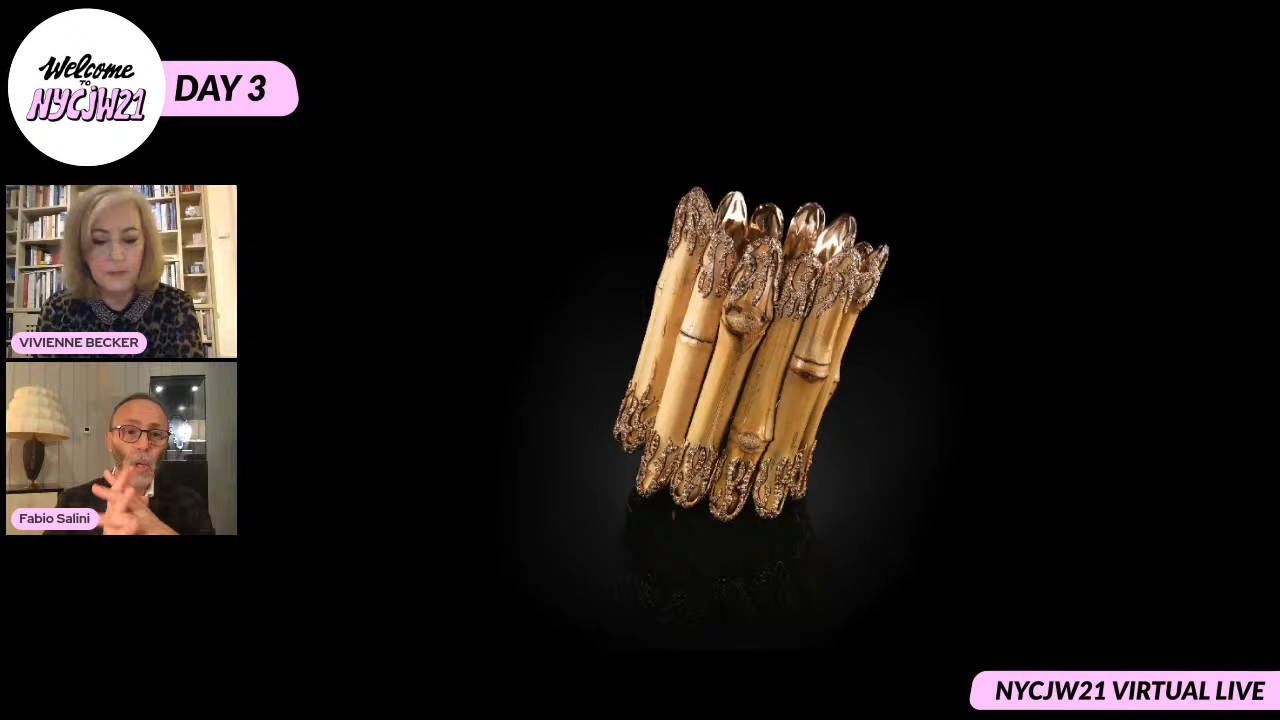 Welcome
TO
NYCJW21
DAY 3
VIVIENNE BECKER
Fabio Salini
NYCJW21 VIRTUAL LIVE